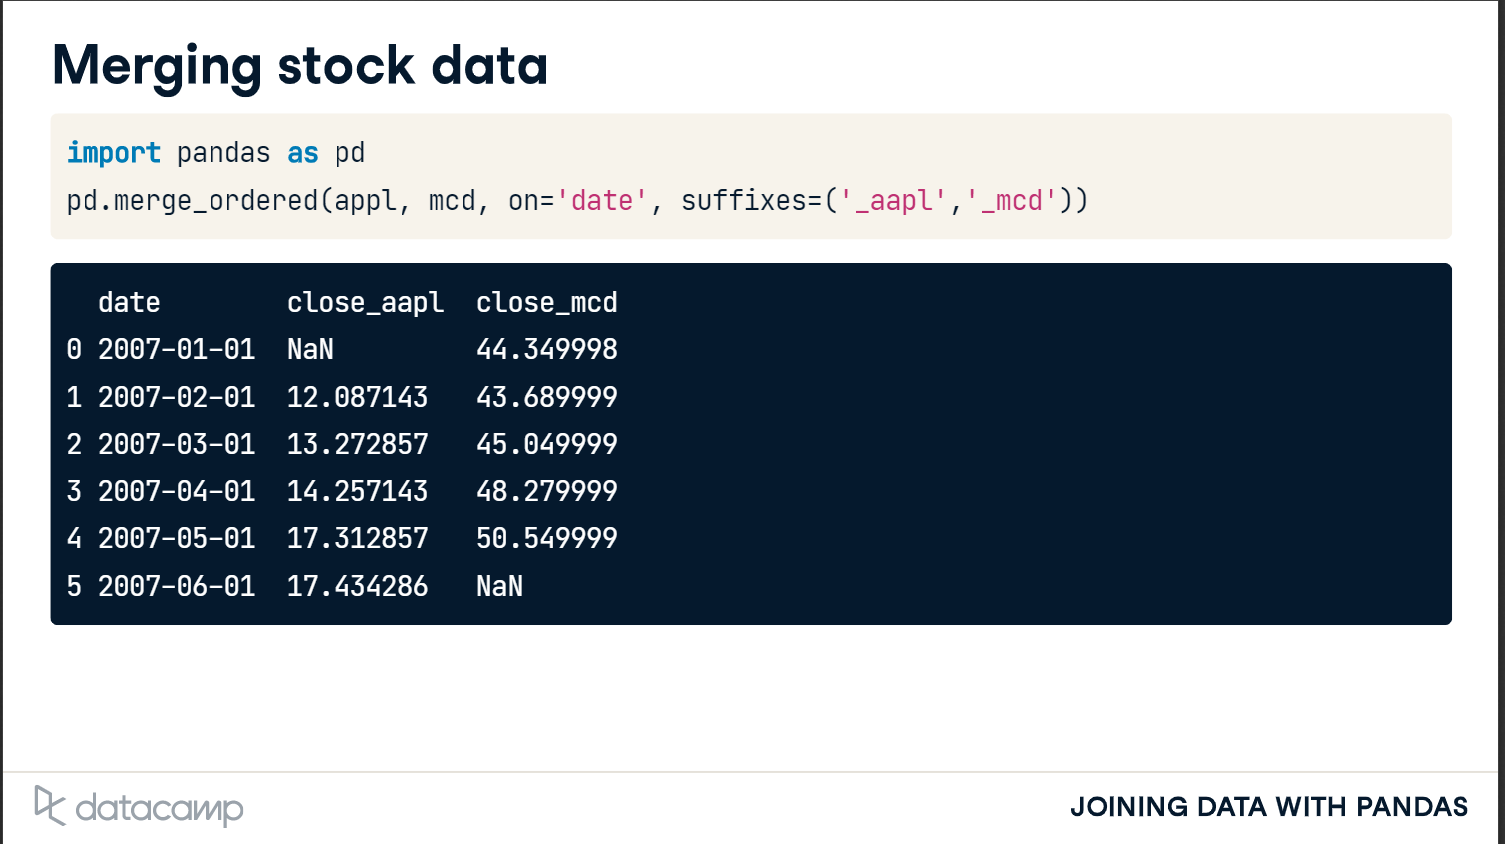 Merging stock data
import pandas as pd
pd.merge_ordered(appl, mcd, on='date', suffixes=('_aapl','_mcd'))
date close_aapl close_mcd
0 2007-01-01 NaN 44.349998
1 2007-02-01 12.087143 43.689999
2 2007-03-01 13.272857 45.049999
3 2007-04-01 14.257143 48.279999
4 2007-05-01 17.312857 50.549999
5 2007-06-01 17.434286 NaN
datacamp
JOINING DATA WITH PANDAS